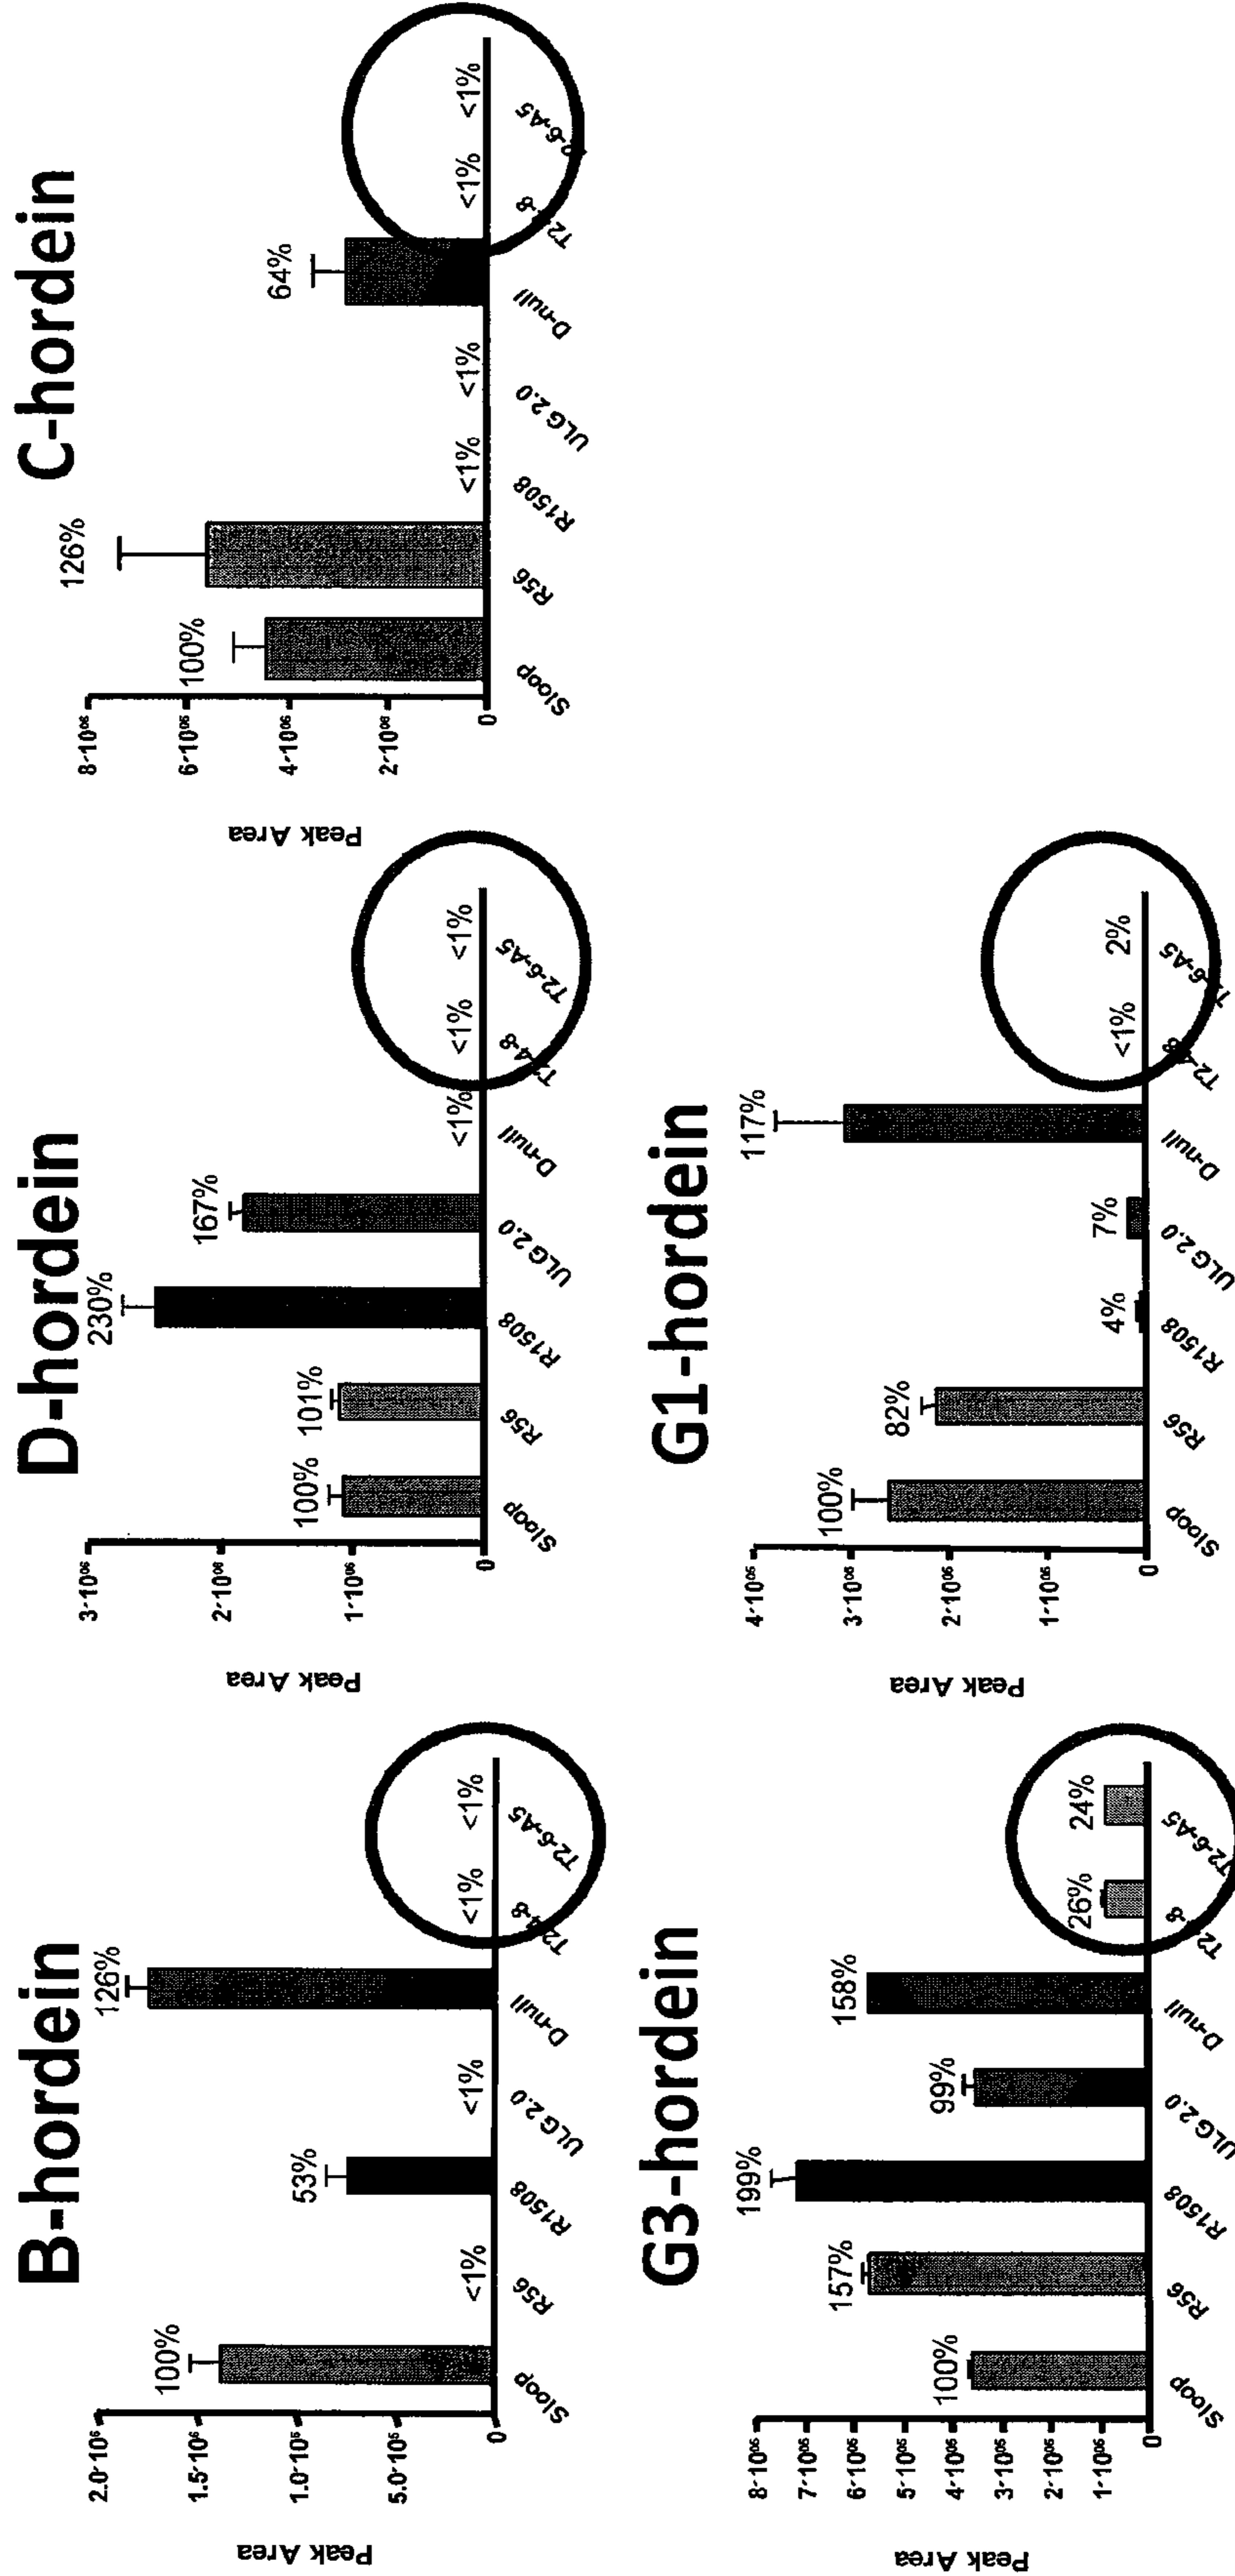 B-hordein
Peak Area
2.0·10⁶
1.5·10⁶
1.0·10⁶
5.0·10⁵
0
100%
<1%
53%
<1%
126%
<1%
<1%
Sloop
R56
R1508
ULG 2.0
D-null
T2-4-8
T2-6-A5
D-hordein
Peak Area
3·10⁰⁶
2·10⁰⁶
1·10⁰⁶
0
100%
101%
230%
167%
<1%
<1%
<1%
Sloop
R56
R1508
ULG 2.0
D-null
T2-4-8
T2-6-A5
C-hordein
Peak Area
8·10⁰⁶
6·10⁰⁶
4·10⁰⁶
2·10⁰⁶
0
100%
126%
<1%
<1%
64%
<1%
<1%
Sloop
R56
R1508
ULG 2.0
D-null
G3-hordein
Peak Area
8·10⁰⁵
7·10⁰⁵
6·10⁰⁵
5·10⁰⁵
4·10⁰⁵
3·10⁰⁵
2·10⁰⁵
1·10⁰⁵
0
100%
157%
199%
99%
158%
26%
24%
Sloop
R56
R1508
ULG 2.0
D-null
T2-6-A5
G1-hordein
Peak Area
4·10⁰⁵
3·10⁰⁵
2·10⁰⁵
1·10⁰⁵
0
100%
82%
4%
7%
117%
<1%
2%
Sloop
R56
R1508
ULG 2.0
D-null